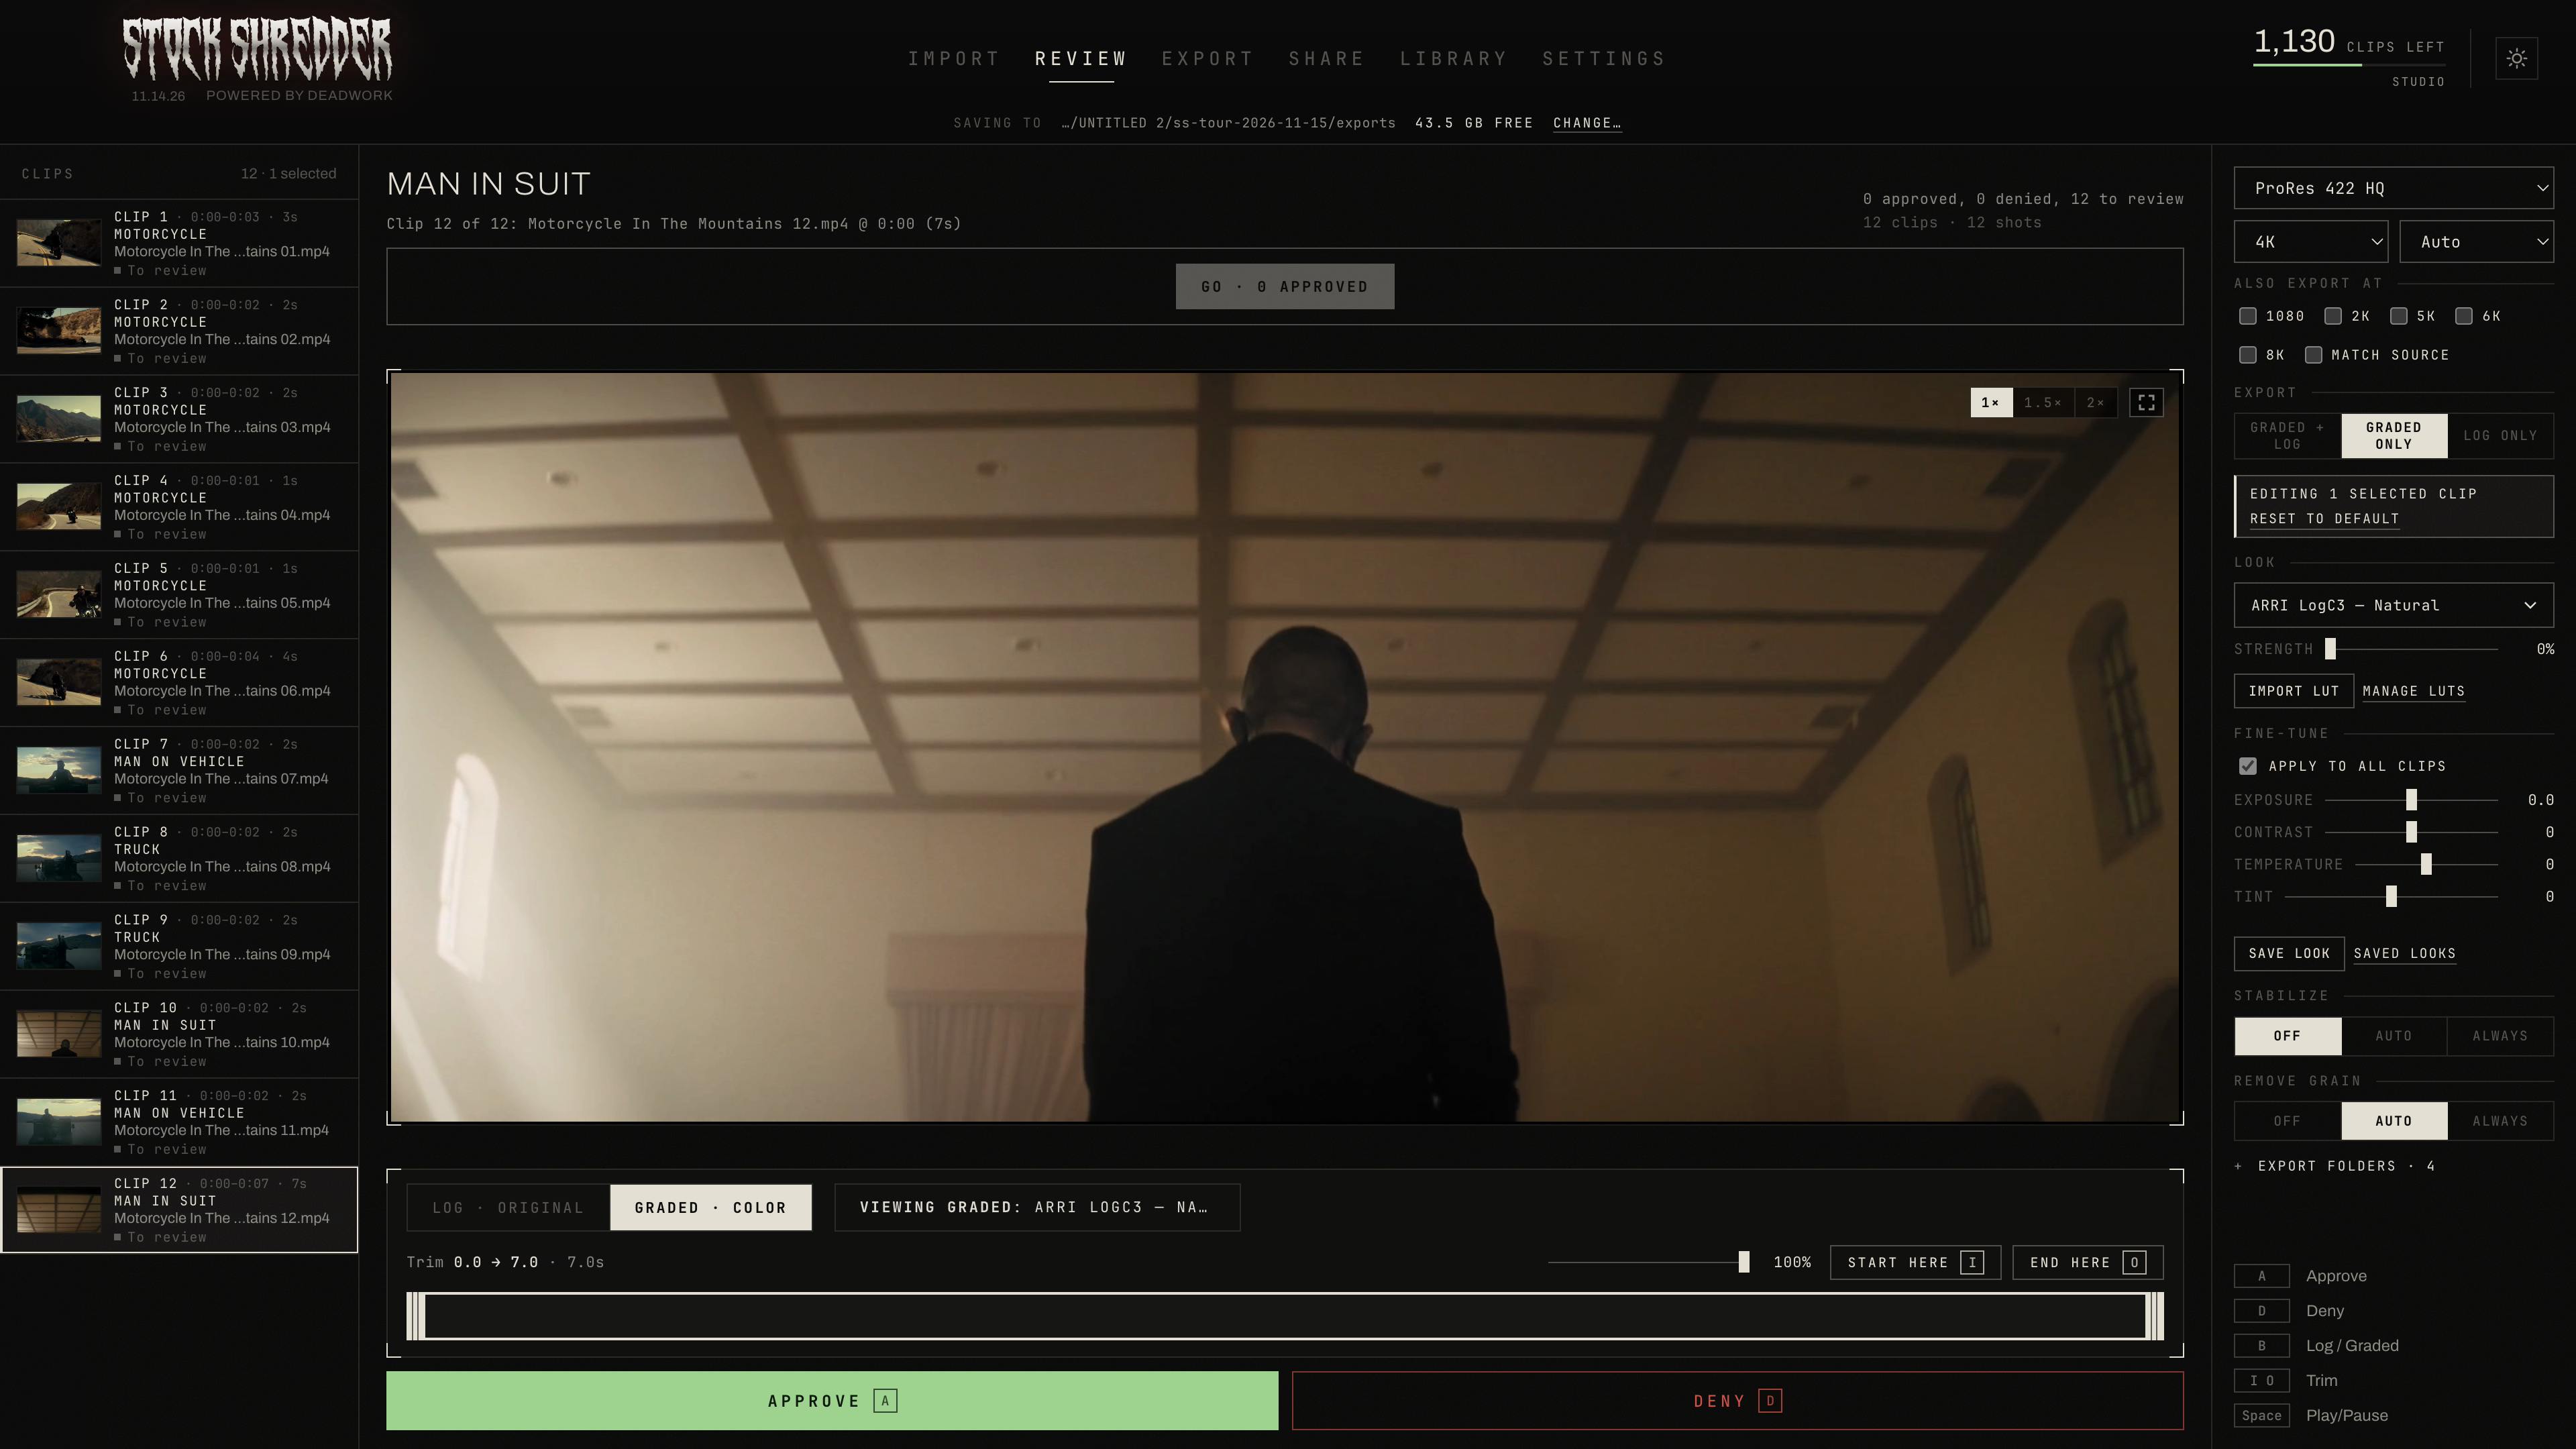 STOCK SHREDDER
11.14.26 POWERED BY DEADWORK
IMPORT REVIEW EXPORT SHARE LIBRARY SETTINGS
1,130 CLIPS LEFT
STUDIO
SAVING TO …/UNTITLED 2/ss-tour-2026-11-15/exports 43.5 GB FREE CHANGE…
CLIPS 12 · 1 selected
CLIP 1 · 0:00–0:03 · 3s
MOTORCYCLE
Motorcycle In The …tains 01.mp4
To review
CLIP 2 · 0:00–0:02 · 2s
MOTORCYCLE
Motorcycle In The …tains 02.mp4
To review
CLIP 3 · 0:00–0:02 · 2s
MOTORCYCLE
Motorcycle In The …tains 03.mp4
To review
CLIP 4 · 0:00–0:01 · 1s
MOTORCYCLE
Motorcycle In The …tains 04.mp4
To review
CLIP 5 · 0:00–0:01 · 1s
MOTORCYCLE
Motorcycle In The …tains 05.mp4
To review
CLIP 6 · 0:00–0:04 · 4s
MOTORCYCLE
Motorcycle In The …tains 06.mp4
To review
CLIP 7 · 0:00–0:02 · 2s
MAN ON VEHICLE
Motorcycle In The …tains 07.mp4
To review
CLIP 8 · 0:00–0:02 · 2s
TRUCK
Motorcycle In The …tains 08.mp4
To review
CLIP 9 · 0:00–0:02 · 2s
TRUCK
Motorcycle In The …tains 09.mp4
To review
CLIP 10 · 0:00–0:02 · 2s
MAN IN SUIT
Motorcycle In The …tains 10.mp4
To review
CLIP 11 · 0:00–0:02 · 2s
MAN ON VEHICLE
Motorcycle In The …tains 11.mp4
To review
CLIP 12 · 0:00–0:07 · 7s
MAN IN SUIT
Motorcycle In The …tains 12.mp4
To review
MAN IN SUIT
Clip 12 of 12: Motorcycle In The Mountains 12.mp4 @ 0:00 (7s)
0 approved, 0 denied, 12 to review
12 clips · 12 shots
GO · 0 APPROVED
1× 1.5× 2×
LOG · ORIGINAL GRADED · COLOR VIEWING GRADED: ARRI LOGC3 — NA…
Trim 0.0 → 7.0 · 7.0s 100% START HERE I END HERE O
APPROVE A DENY D
ProRes 422 HQ
4K Auto
ALSO EXPORT AT
1080 2K 5K 6K
8K MATCH SOURCE
EXPORT
GRADED + LOG GRADED ONLY LOG ONLY
EDITING 1 SELECTED CLIP
RESET TO DEFAULT
LOOK
ARRI LogC3 — Natural
STRENGTH 0%
IMPORT LUT MANAGE LUTS
FINE-TUNE
APPLY TO ALL CLIPS
EXPOSURE 0.0
CONTRAST 0
TEMPERATURE 0
TINT 0
SAVE LOOK SAVED LOOKS
STABILIZE
OFF AUTO ALWAYS
REMOVE GRAIN
OFF AUTO ALWAYS
+ EXPORT FOLDERS · 4
A Approve
D Deny
B Log / Graded
I O Trim
Space Play/Pause